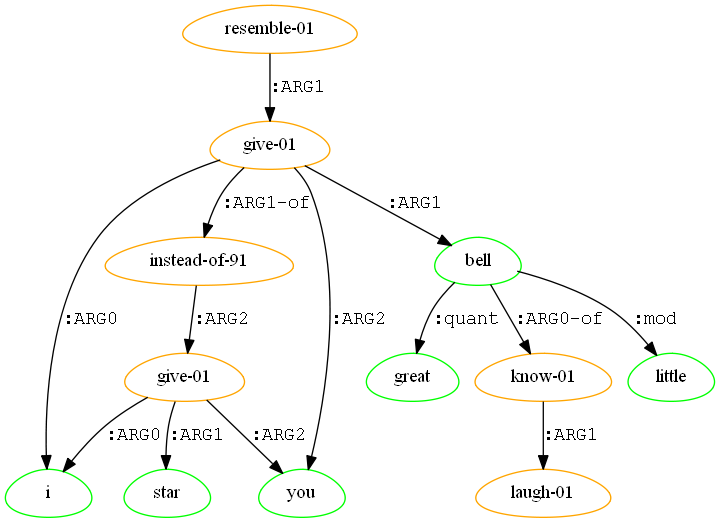 resemble-01
:ARG1
give-01
:ARG1-of
:ARG1
instead-of-91
bell
:ARG0
:ARG2
:ARG2
:quant
:ARG0-of
:mod
give-01
great
know-01
little
:ARG0
:ARG1
:ARG2
:ARG1
i
star
you
laugh-01